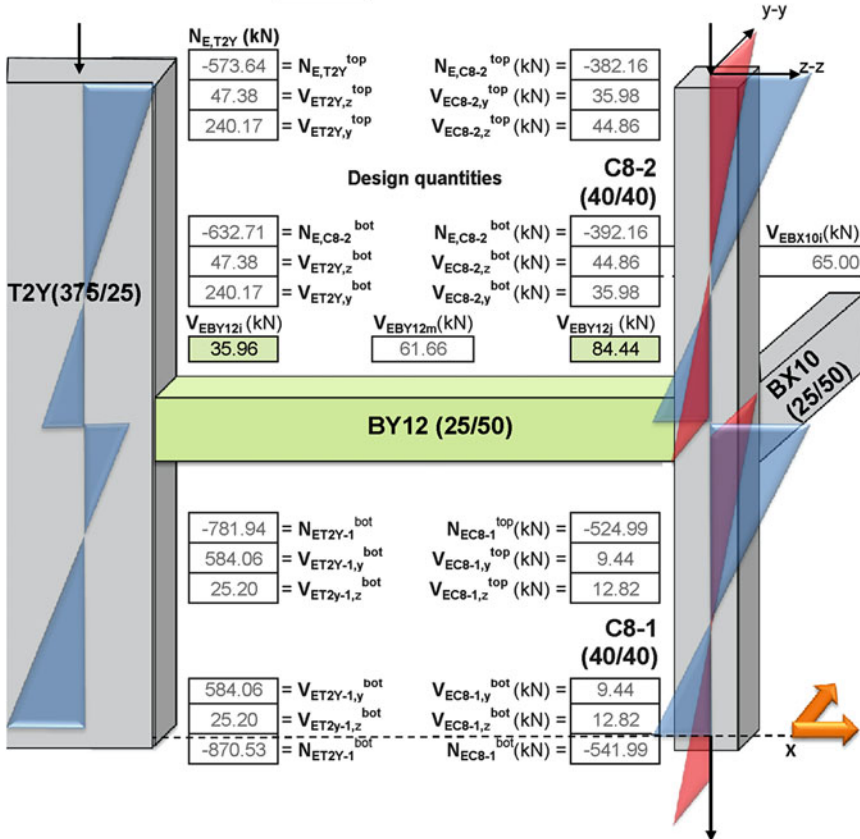 y-y
N_E,T2Y (kN)
z-z
-573.64 = N_E,T2Y^top N_E,C8-2^top (kN) = -382.16
47.38 = V_ET2Y,z^top V_EC8-2,y^top (kN) = 35.98
240.17 = V_ET2Y,y^top V_EC8-2,z^top (kN) = 44.86
Design quantities
C8-2
(40/40)
-632.71 = N_E,C8-2^bot N_E,C8-2^bot (kN) = -392.16
V_EBX10i(kN)
47.38 = V_ET2Y,z^bot V_EC8-2,z^bot (kN) = 44.86
65.00
240.17 = V_ET2Y,y^bot V_EC8-2,y^bot (kN) = 35.98
T2Y(375/25)
V_EBY12i (kN) V_EBY12m(kN) V_EBY12j (kN)
35.96 61.66 84.44
BX10
(25/50)
BY12 (25/50)
-781.94 = N_ET2Y-1^bot N_EC8-1^top(kN) = -524.99
584.06 = V_ET2Y-1,y^bot V_EC8-1,y^top (kN) = 9.44
25.20 = V_ET2y-1,z^bot V_EC8-1,z^top (kN) = 12.82
C8-1
(40/40)
584.06 = V_ET2Y-1,y^bot V_EC8-1,y^bot (kN) = 9.44
25.20 = V_ET2y-1,z^bot V_EC8-1,z^bot (kN) = 12.82
-870.53 = N_ET2Y-1^bot N_EC8-1^bot(kN) = -541.99
x